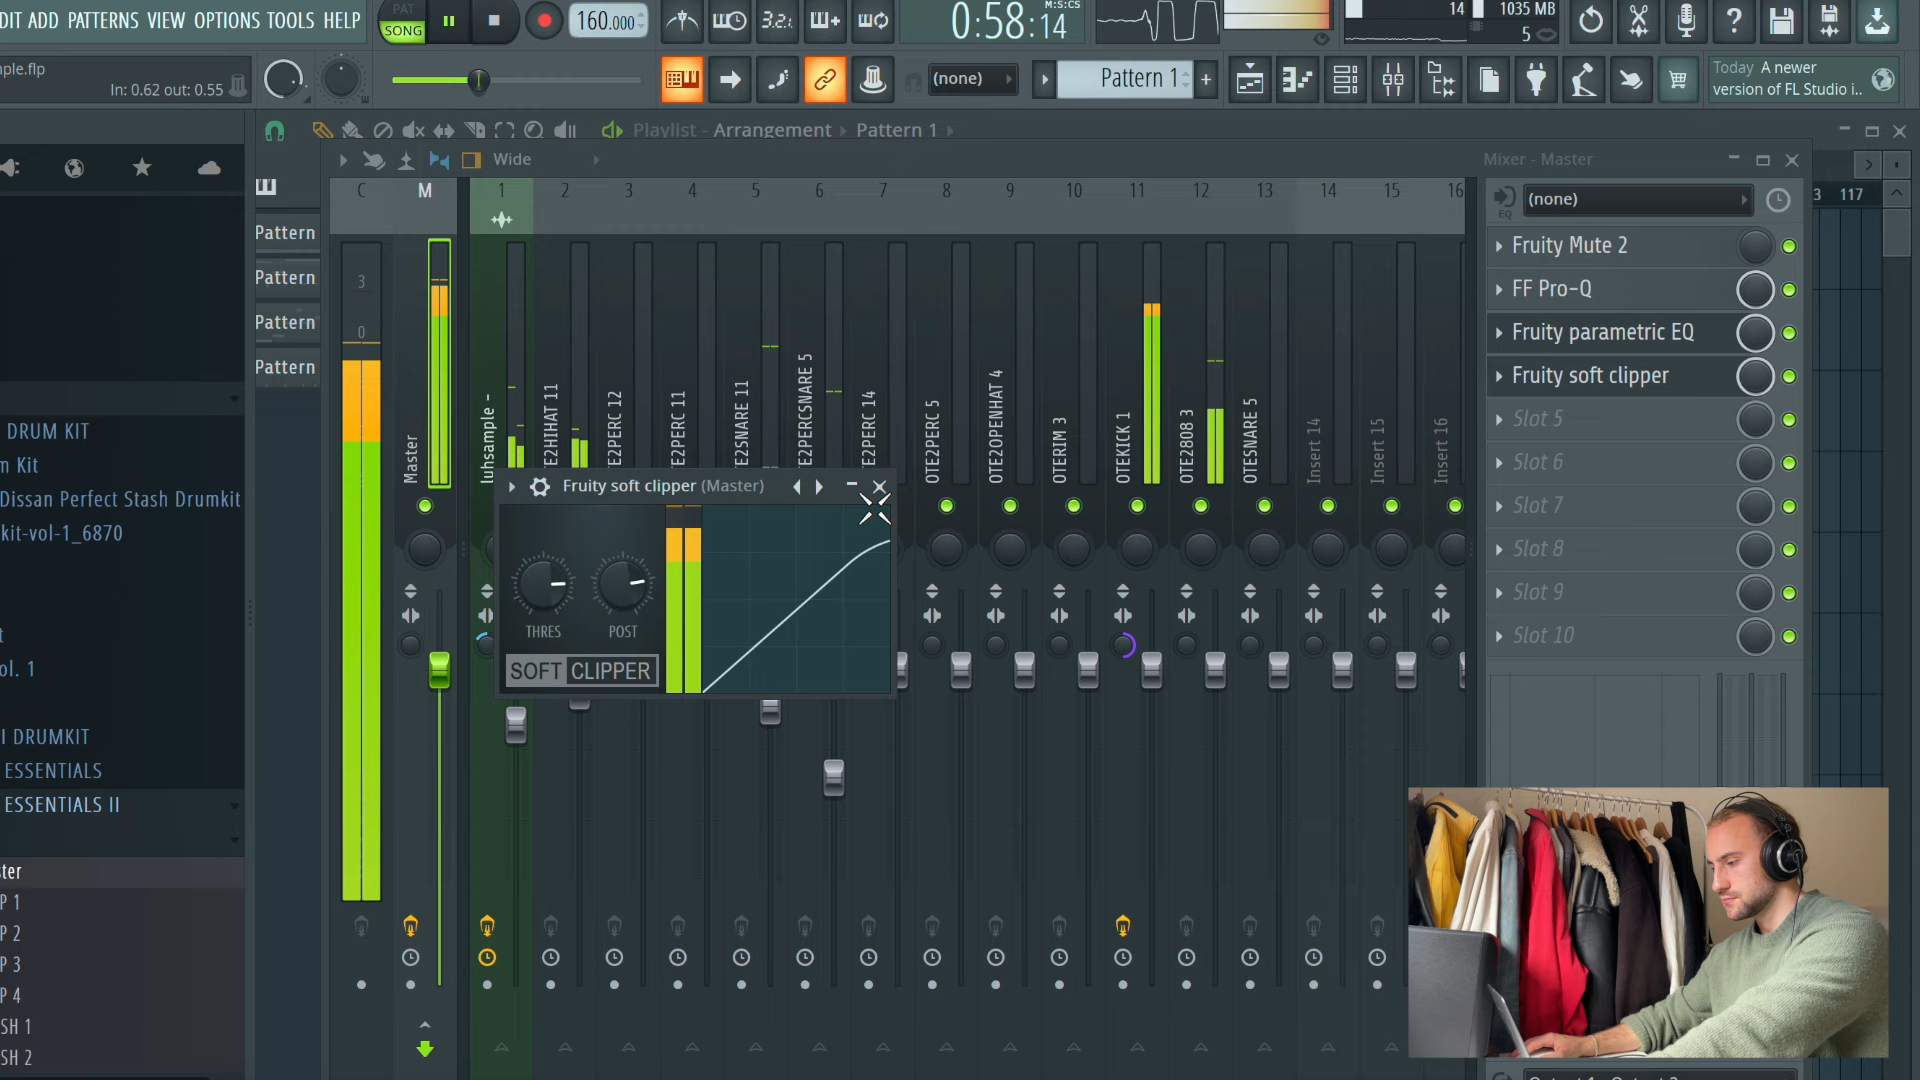 DIT ADD PATTERNS VIEW OPTIONS TOOLS HELP
PAT
SONG
160.000
3.2.
0:58:14
M:S:CS
14
1035 MB
5
ple.flp
In: 0.62 out: 0.55
(none)
Pattern 1
+
Today A newer
version of FL Studio i..
Playlist - Arrangement › Pattern 1
Wide
Mixer - Master
C M 1 2 3 4 5 6 7 8 9 10 11 12 13 14 15 16
3 117
EQ
(none)
Pattern
Pattern
Pattern
Pattern
3
0
Fruity Mute 2
FF Pro-Q
Fruity parametric EQ
Fruity soft clipper
Slot 5
Slot 6
Slot 7
Slot 8
Slot 9
Slot 10
Master
luhsample -
E2HIHAT 11
TE2PERC 12
TE2PERC 11
TE2SNARE 11
TE2PERCSNARE 5
TE2PERC 14
OTE2PERC 5
OTE2OPENHAT 4
OTERIM 3
OTEKICK 1
OTE2808 3
OTESNARE 5
Insert 14
Insert 15
Insert 16
Fruity soft clipper (Master)
THRES
POST
SOFT CLIPPER
DRUM KIT
m Kit
Dissan Perfect Stash Drumkit
kit-vol-1_6870
t
ol. 1
I DRUMKIT
ESSENTIALS
ESSENTIALS II
ster
P 1
P 2
P 3
P 4
SH 1
SH 2